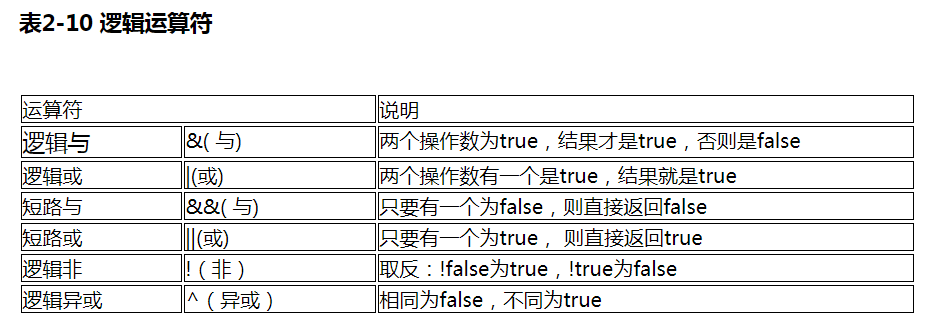 表2-10 逻辑运算符
运算符 说明
逻辑与 &( 与) 两个操作数为true，结果才是true，否则是false
逻辑或 |(或) 两个操作数有一个是true，结果就是true
短路与 &&( 与) 只要有一个为false，则直接返回false
短路或 ||(或) 只要有一个为true， 则直接返回true
逻辑非 !（非） 取反：!false为true，!true为false
逻辑异或 ^（异或） 相同为false，不同为true